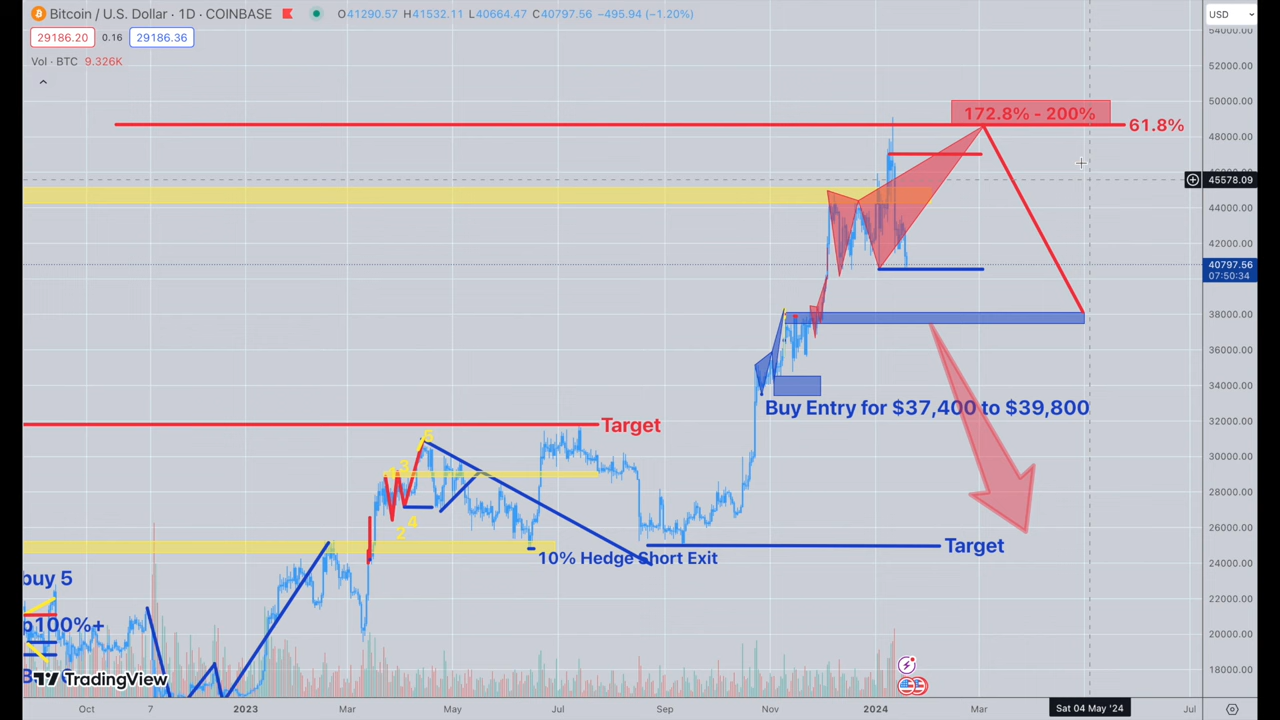 Bitcoin / U.S. Dollar · 1D · COINBASE O41290.57 H41532.11 L40664.47 C40797.56 −495.94 (−1.20%)
USD
29186.20 0.16 29186.36
Vol · BTC 9.326K
54000.00
52000.00
50000.00
48000.00
45578.09
44000.00
42000.00
40797.56
07:50:34
38000.00
36000.00
34000.00
32000.00
30000.00
28000.00
26000.00
24000.00
22000.00
20000.00
18000.00
172.8% - 200%
61.8%
Buy Entry for $37,400 to $39,800
Target
5
3
4
2
Target
10% Hedge Short Exit
buy 5
100%+
TradingView
Oct 7 2023 Mar May Jul Sep Nov 2024 Mar Sat 04 May '24 Jul